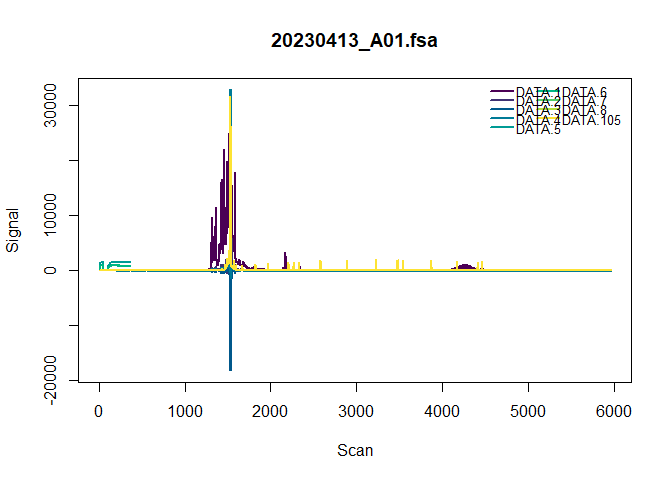 20230413_A01.fsa
DATA.1 DATA.6
DATA.2 DATA.7
DATA.3 DATA.8
DATA.4 DATA.105
DATA.5
Signal
30000
10000
0
-20000
0 1000 2000 3000 4000 5000 6000
Scan